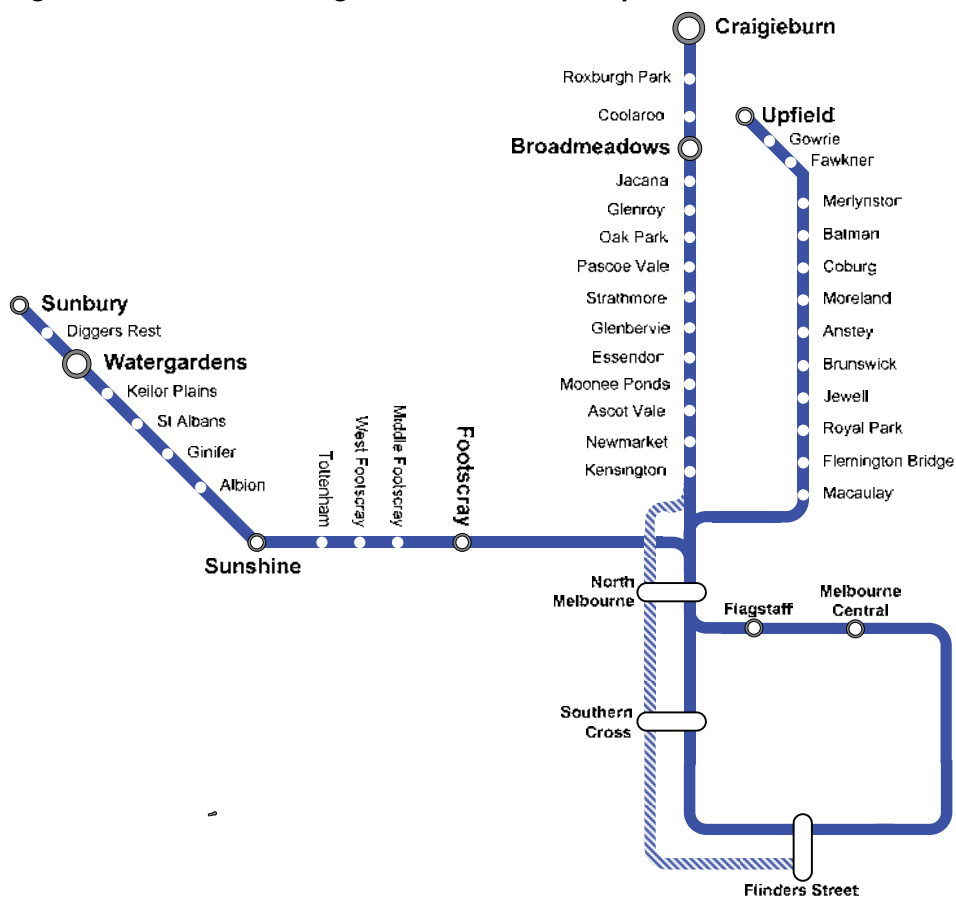 Craigieburn
Roxburgh Park
Coolaroo
Broadmeadows
Jacana
Glenroy
Oak Park
Pascoe Vale
Strathmore
Glenbervie
Essendon
Moonee Ponds
Ascot Vale
Newmarket
Kensington
Upfield
Gowrie
Fawkner
Merlynston
Batman
Coburg
Moreland
Anstey
Brunswick
Jewell
Royal Park
Flemington Bridge
Macaulay
Sunbury
Diggers Rest
Watergardens
Keilor Plains
St Albans
Ginifer
Albion
Sunshine
Tottenham
West Footscray
Middle Footscray
Footscray
North
Melbourne
Flagstaff
Melbourne
Central
Southern
Cross
Flinders Street